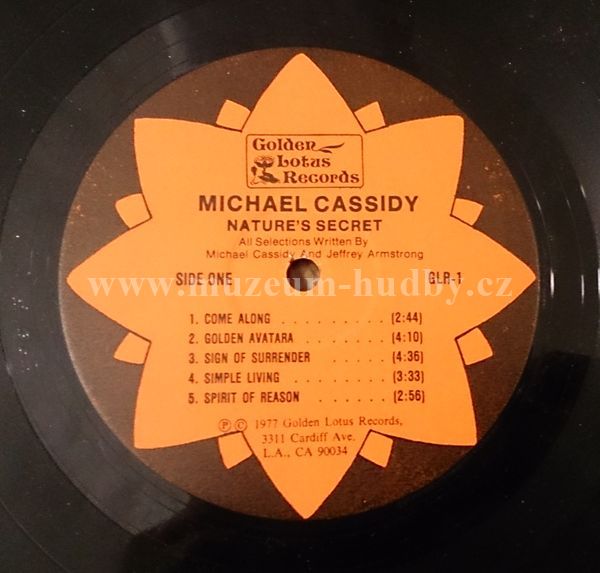 Golden
Lotus
Records
MICHAEL CASSIDY
NATURE'S SECRET
All Selections Written By
Michael Cassidy And Jeffrey Armstrong
SIDE ONE GLR-1
www.muzeum-hudby.cz
1. COME ALONG . . . . . . . . . (2:44)
2. GOLDEN AVATARA . . . . . . . (4:10)
3. SIGN OF SURRENDER . . . . . . (4:36)
4. SIMPLE LIVING . . . . . . . . (3:33)
5. SPIRIT OF REASON . . . . . . . (2:56)
Ⓟ © 1977 Golden Lotus Records,
3311 Cardiff Ave.
L.A., CA 90034